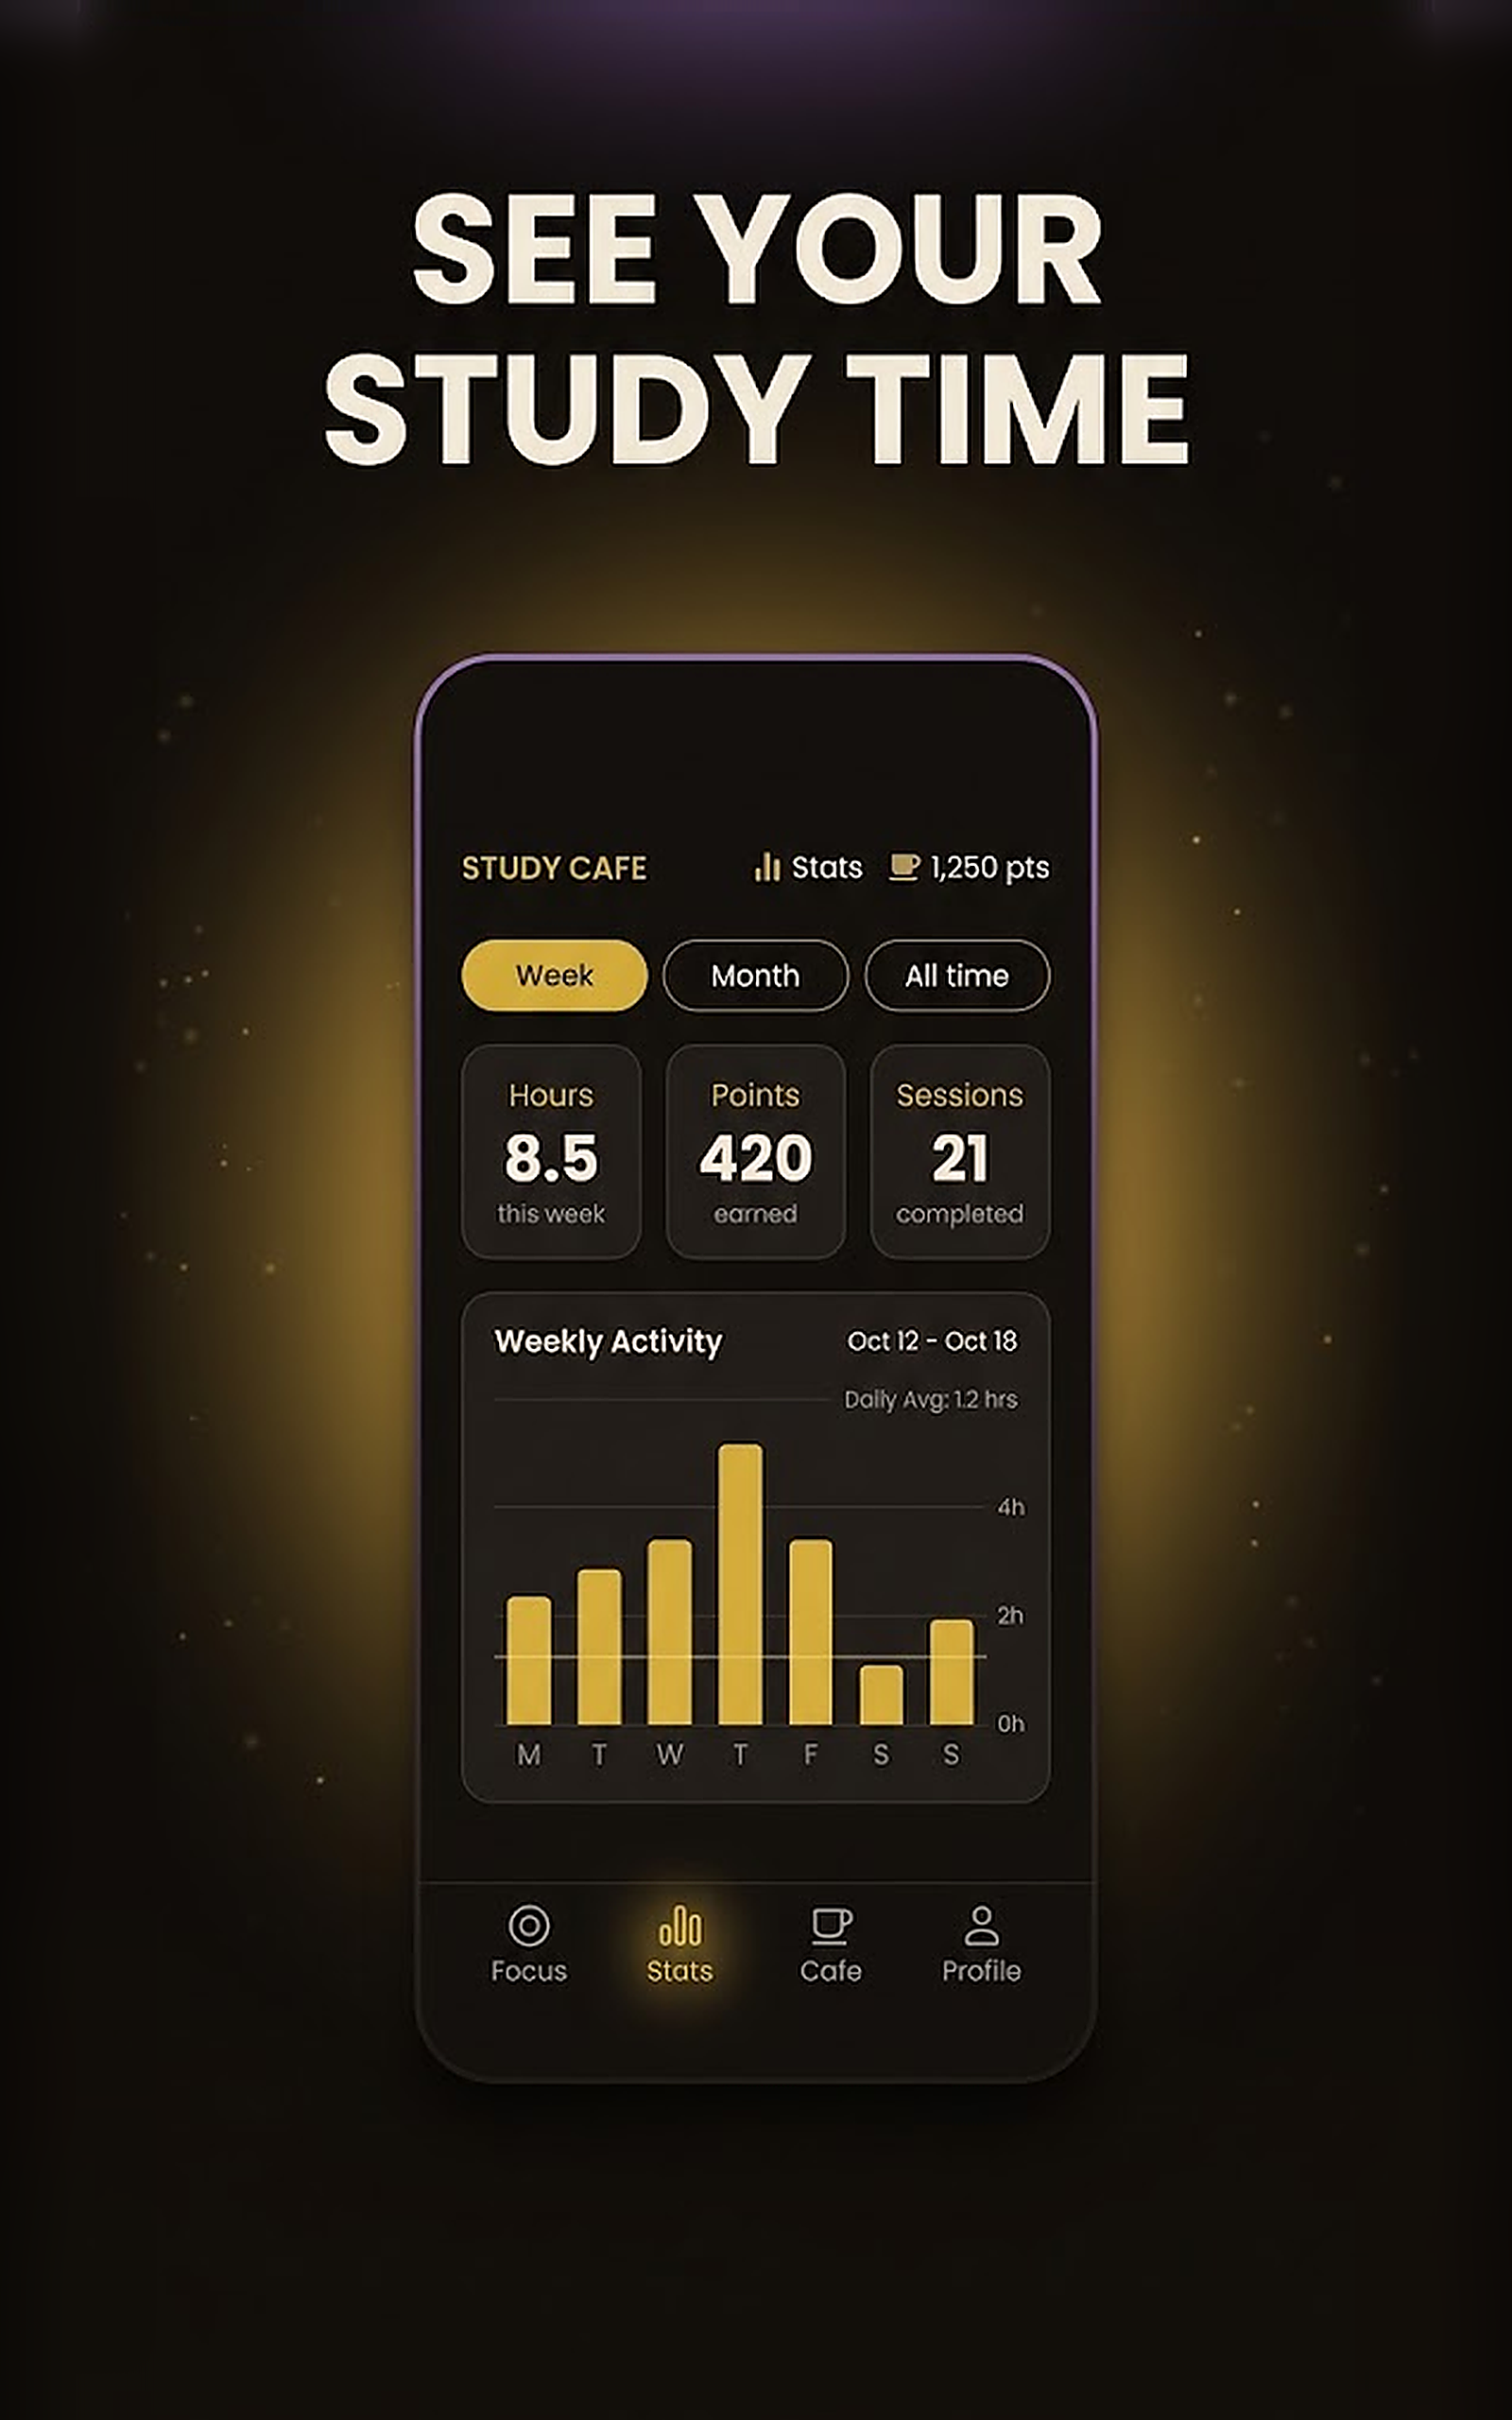 SEE YOUR
STUDY TIME
STUDY CAFE Stats 1,250 pts
Week Month All time
Hours Points Sessions
8.5 420 21
this week earned completed
Weekly Activity Oct 12 - Oct 18
Daily Avg: 1.2 hrs
4h
2h
0h
M T W T F S S
Focus Stats Cafe Profile